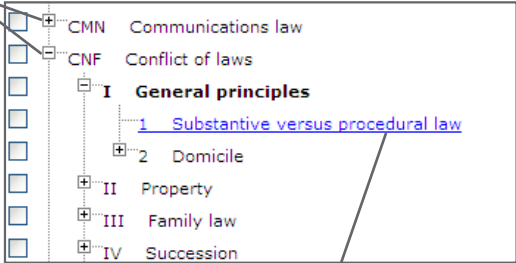 CMN Communications law
CNF Conflict of laws
I General principles
1 Substantive versus procedural law
2 Domicile
II Property
III Family law
IV Succession